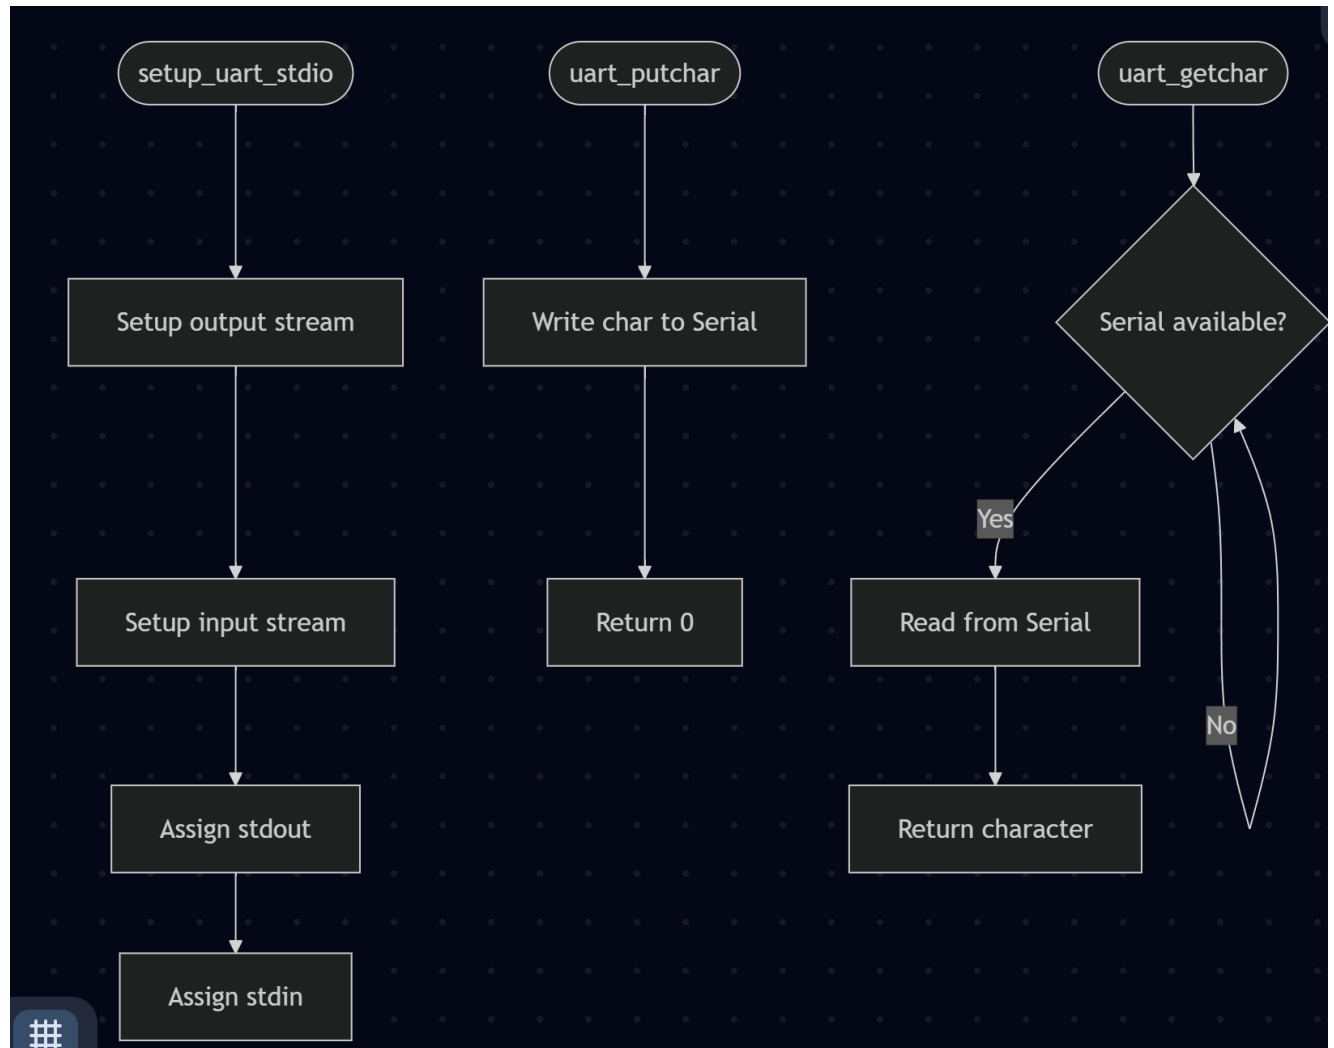 setup_uart_stdio
uart_putchar
uart_getchar
Setup output stream
Write char to Serial
Serial available?
Yes
Setup input stream
Return 0
Read from Serial
No
Assign stdout
Return character
Assign stdin